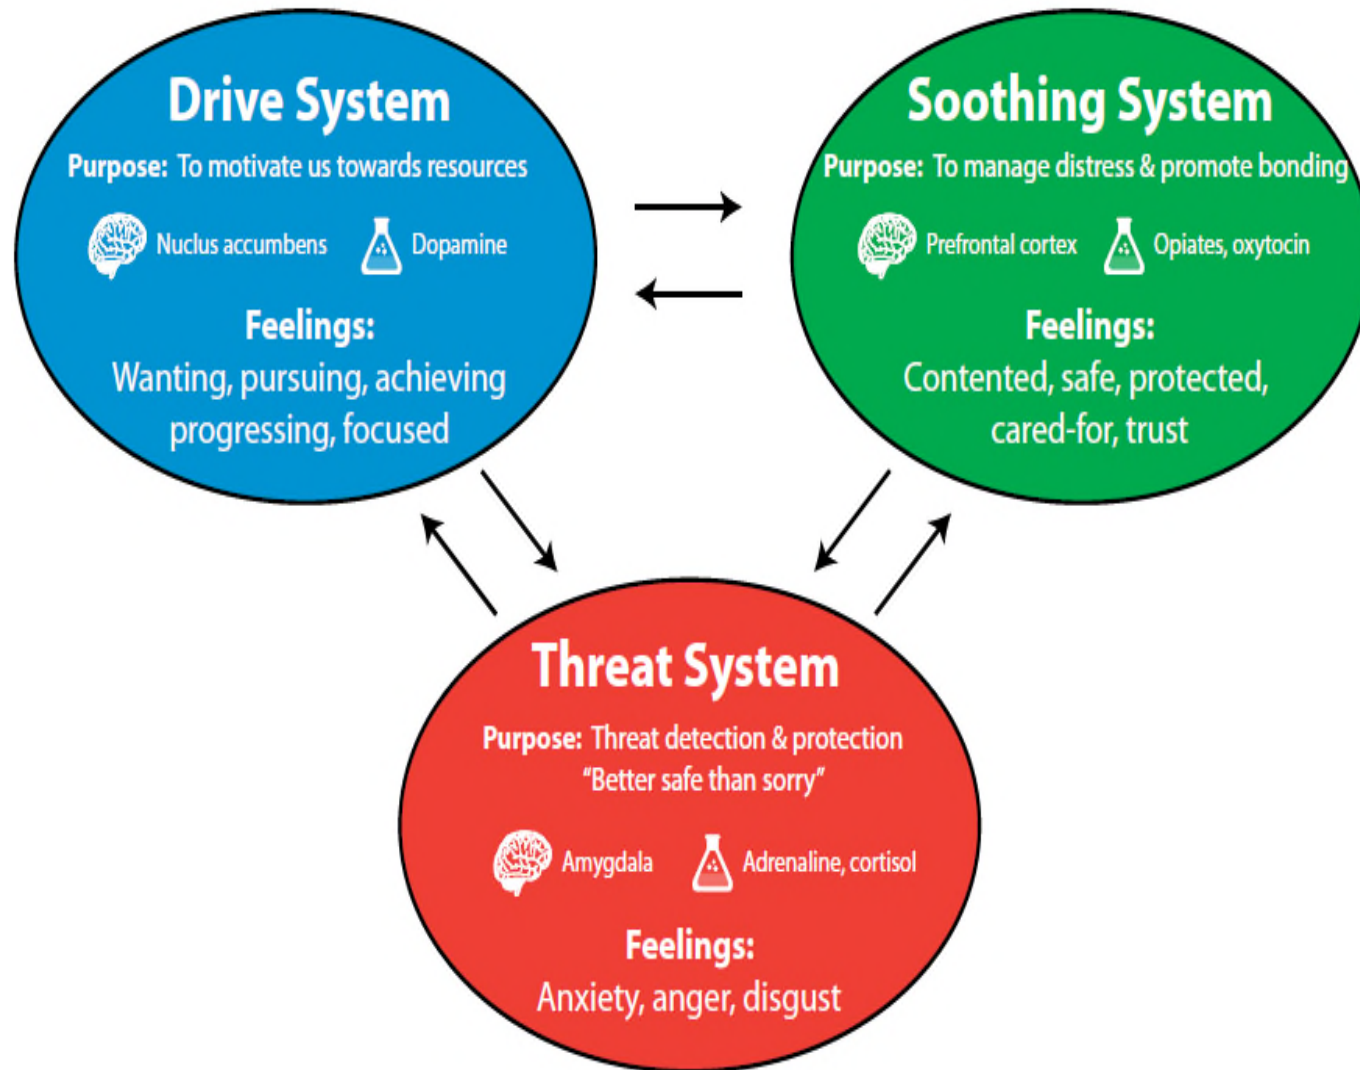 Drive System
Purpose: To motivate us towards resources
Nuclus accumbens
Dopamine
Feelings:
Wanting, pursuing, achieving
progressing, focused
Soothing System
Purpose: To manage distress & promote bonding
Prefrontal cortex
Opiates, oxytocin
Feelings:
Contented, safe, protected,
cared-for, trust
Threat System
Purpose: Threat detection & protection
“Better safe than sorry”
Amygdala
Adrenaline, cortisol
Feelings:
Anxiety, anger, disgust